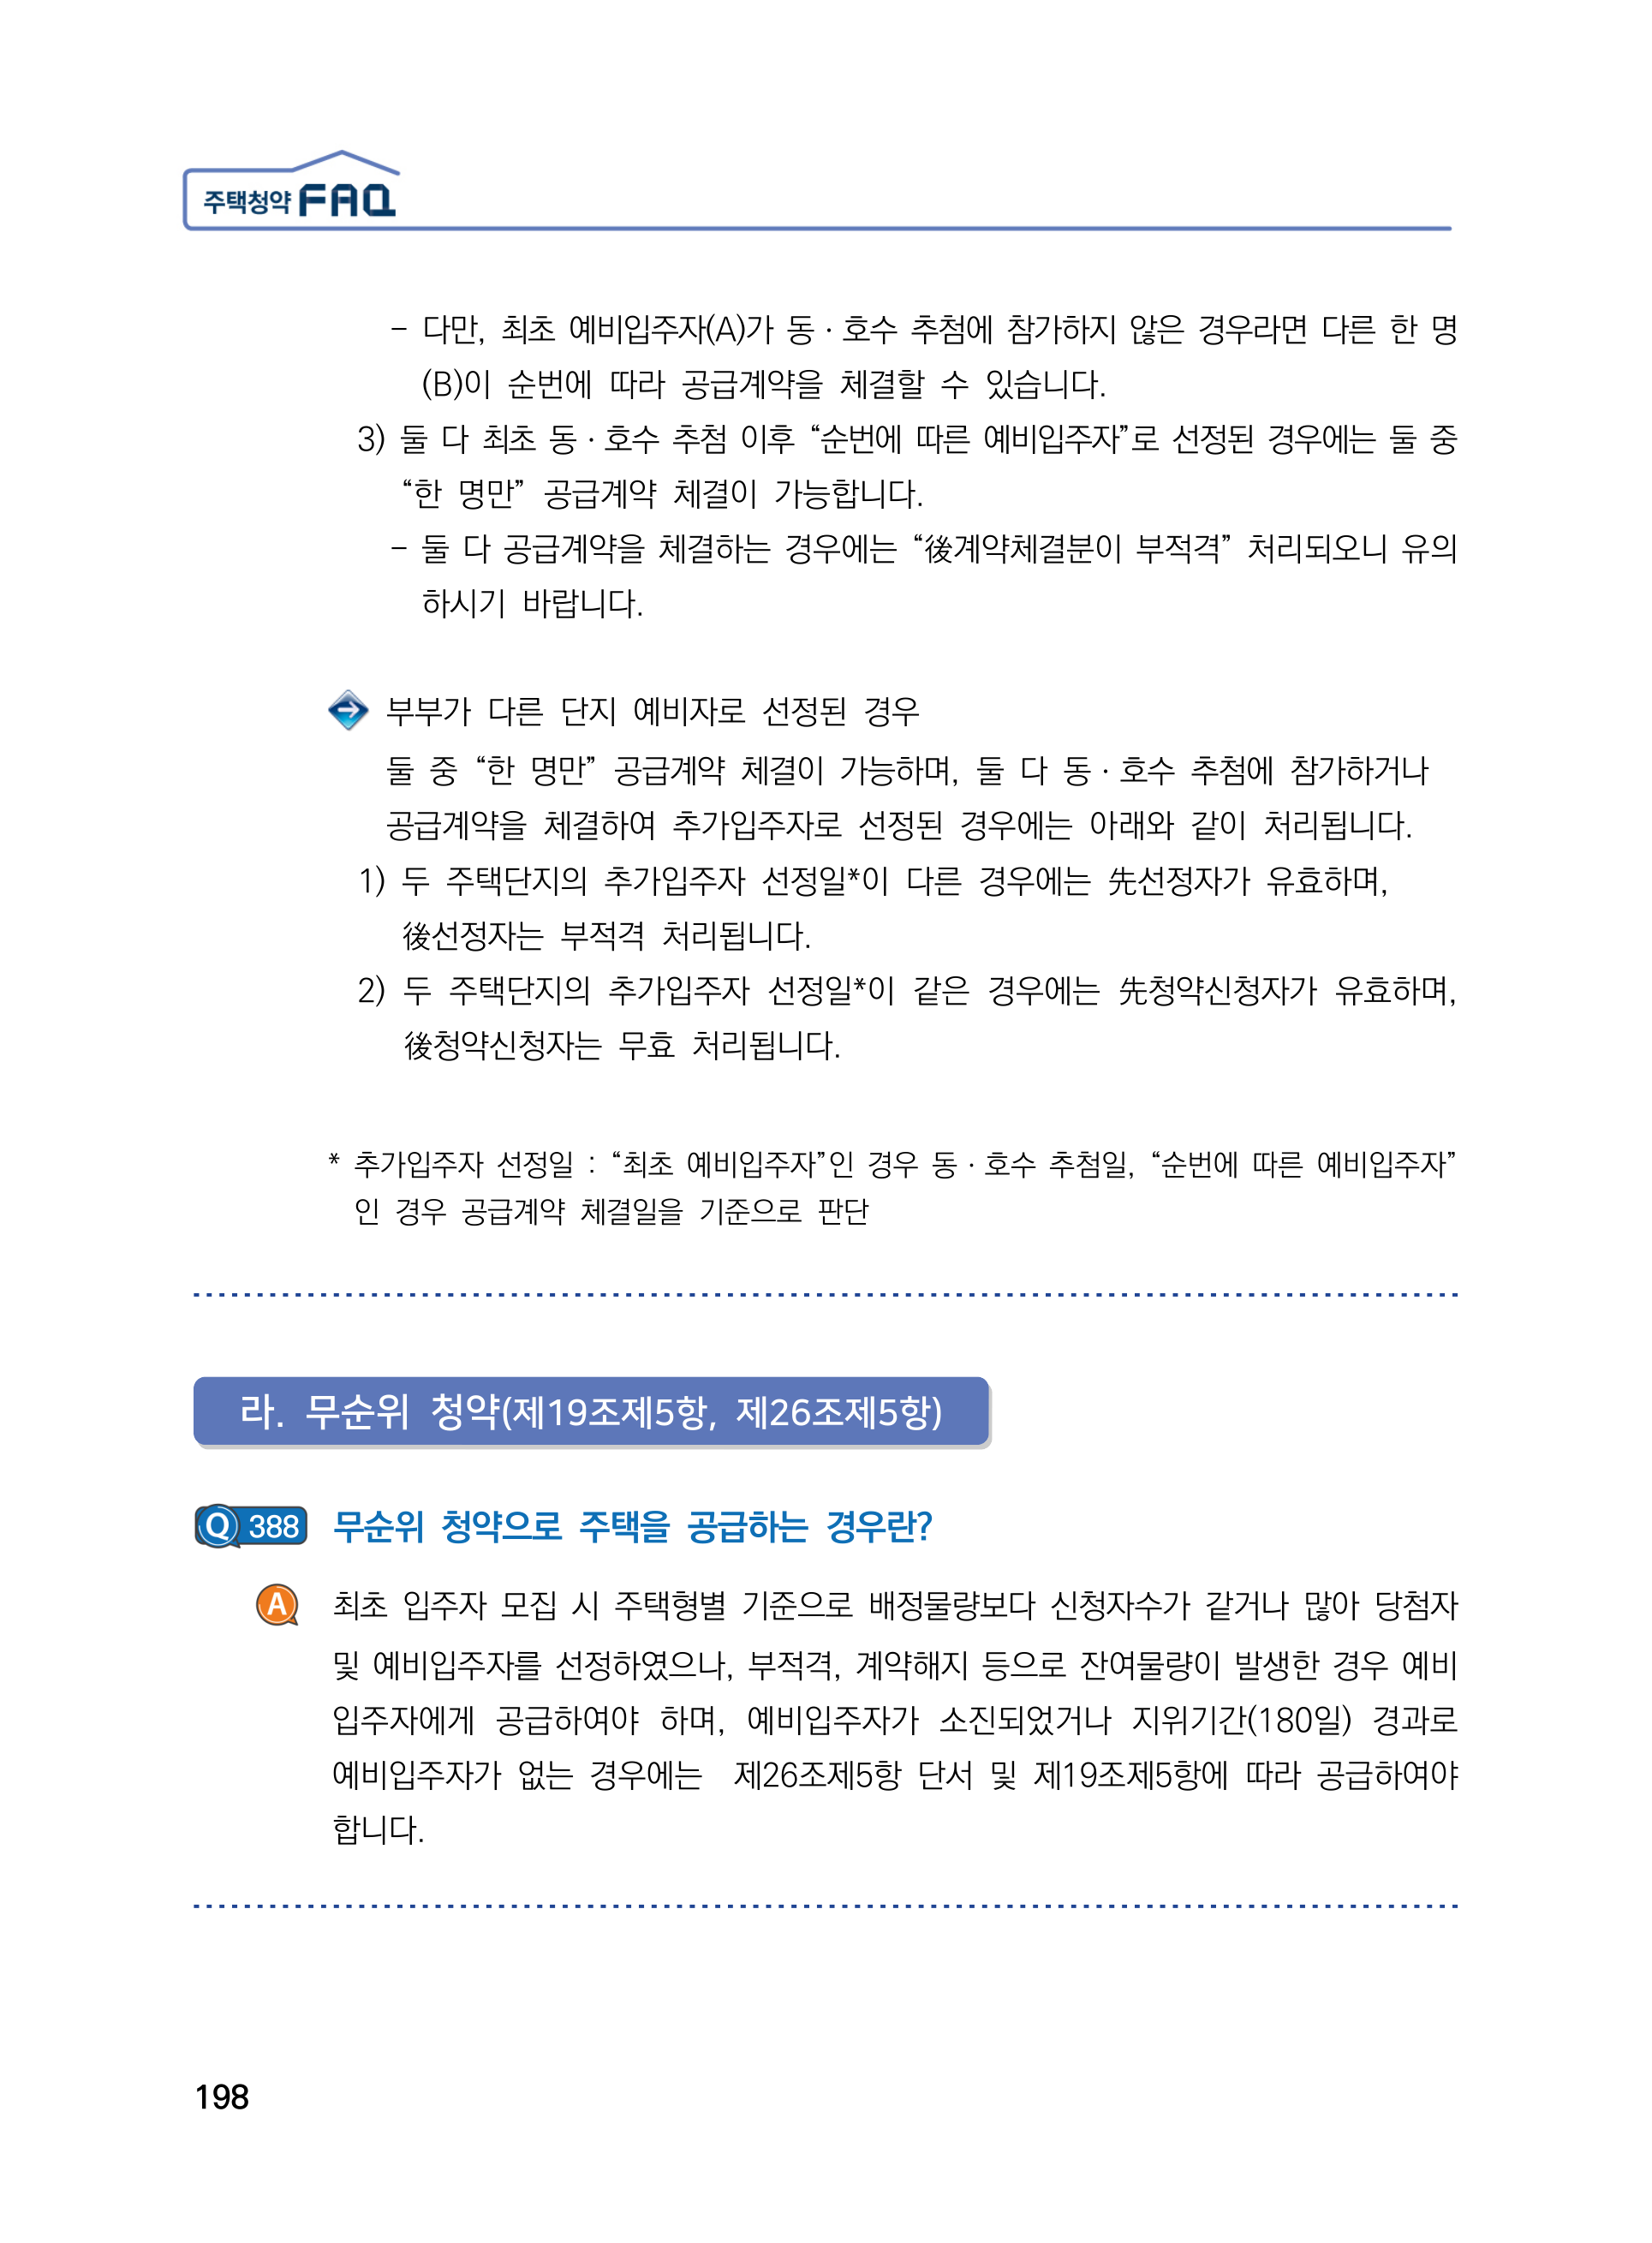 주택청약 FAQ
- 다만, 최초 예비입주자(A)가 동·호수 추첨에 참가하지 않은 경우라면 다른 한 명
(B)이 순번에 따라 공급계약을 체결할 수 있습니다.
3) 둘 다 최초 동·호수 추첨 이후 “순번에 따른 예비입주자”로 선정된 경우에는 둘 중
“한 명만” 공급계약 체결이 가능합니다.
- 둘 다 공급계약을 체결하는 경우에는 “後계약체결분이 부적격” 처리되오니 유의
하시기 바랍니다.
부부가 다른 단지 예비자로 선정된 경우
둘 중 “한 명만” 공급계약 체결이 가능하며, 둘 다 동·호수 추첨에 참가하거나
공급계약을 체결하여 추가입주자로 선정된 경우에는 아래와 같이 처리됩니다.
1) 두 주택단지의 추가입주자 선정일*이 다른 경우에는 先선정자가 유효하며,
後선정자는 부적격 처리됩니다.
2) 두 주택단지의 추가입주자 선정일*이 같은 경우에는 先청약신청자가 유효하며,
後청약신청자는 무효 처리됩니다.
* 추가입주자 선정일 : “최초 예비입주자”인 경우 동·호수 추첨일, “순번에 따른 예비입주자”
인 경우 공급계약 체결일을 기준으로 판단
라. 무순위 청약(제19조제5항, 제26조제5항)
Q 388 무순위 청약으로 주택을 공급하는 경우란?
A 최초 입주자 모집 시 주택형별 기준으로 배정물량보다 신청자수가 같거나 많아 당첨자
및 예비입주자를 선정하였으나, 부적격, 계약해지 등으로 잔여물량이 발생한 경우 예비
입주자에게 공급하여야 하며, 예비입주자가 소진되었거나 지위기간(180일) 경과로
예비입주자가 없는 경우에는 제26조제5항 단서 및 제19조제5항에 따라 공급하여야
합니다.
198